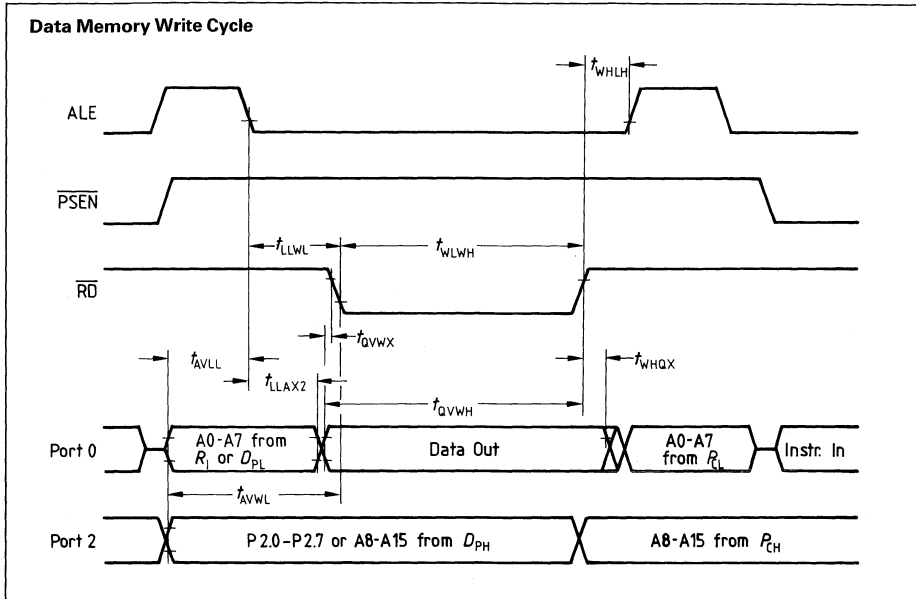 Data Memory Write Cycle
tWHLH
ALE
PSEN
tLLWL
tWLWH
RD
tQVWX
tAVLL
tWHQX
tLLAX2
tQVWH
Port 0
A0-A7 from
Ri or DPL
Data Out
A0-A7
from PCL
Instr. In
tAVWL
Port 2
P2.0-P2.7 or A8-A15 from DPH
A8-A15 from PCH